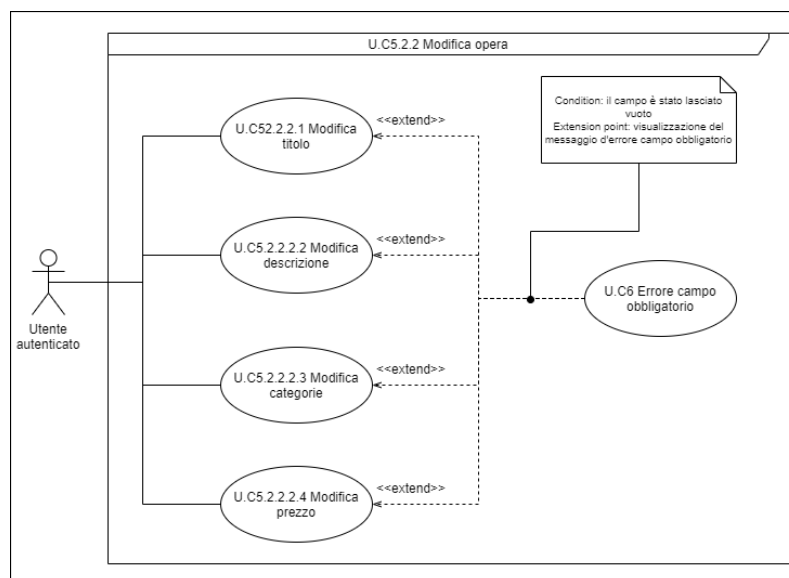 U.C5.2.2 Modifica opera
Condition: il campo è stato lasciato
vuoto
Extension point: visualizzazione del
messaggio d'errore campo obbligatorio
<<extend>>
U.C52.2.2.1 Modifica
titolo
<<extend>>
U.C5.2.2.2.2 Modifica
descrizione
U.C6 Errore campo
obbligatorio
Utente
autenticato
<<extend>>
U.C5.2.2.2.3 Modifica
categorie
<<extend>>
U.C5.2.2.2.4 Modifica
prezzo